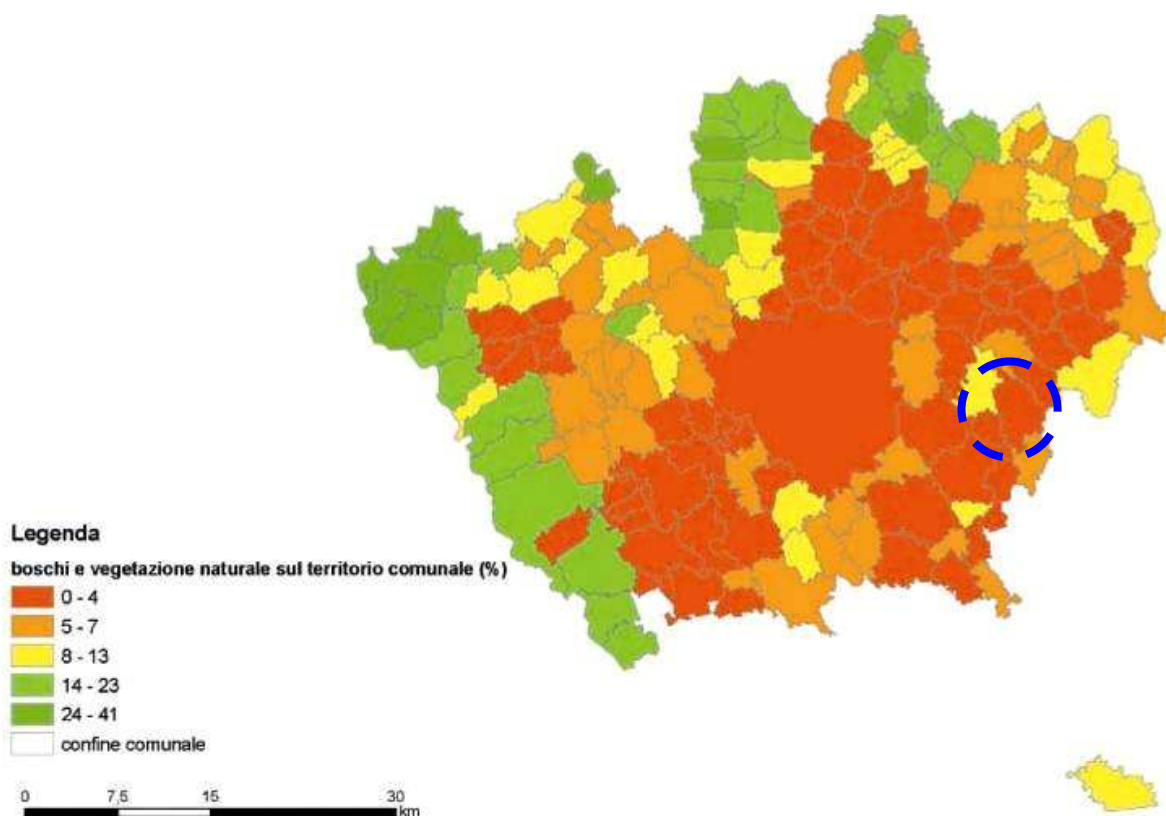 Legenda
boschi e vegetazione naturale sul territorio comunale (%)
0 - 4
5 - 7
8 - 13
14 - 23
24 - 41
confine comunale
0 7,5 15 30
km